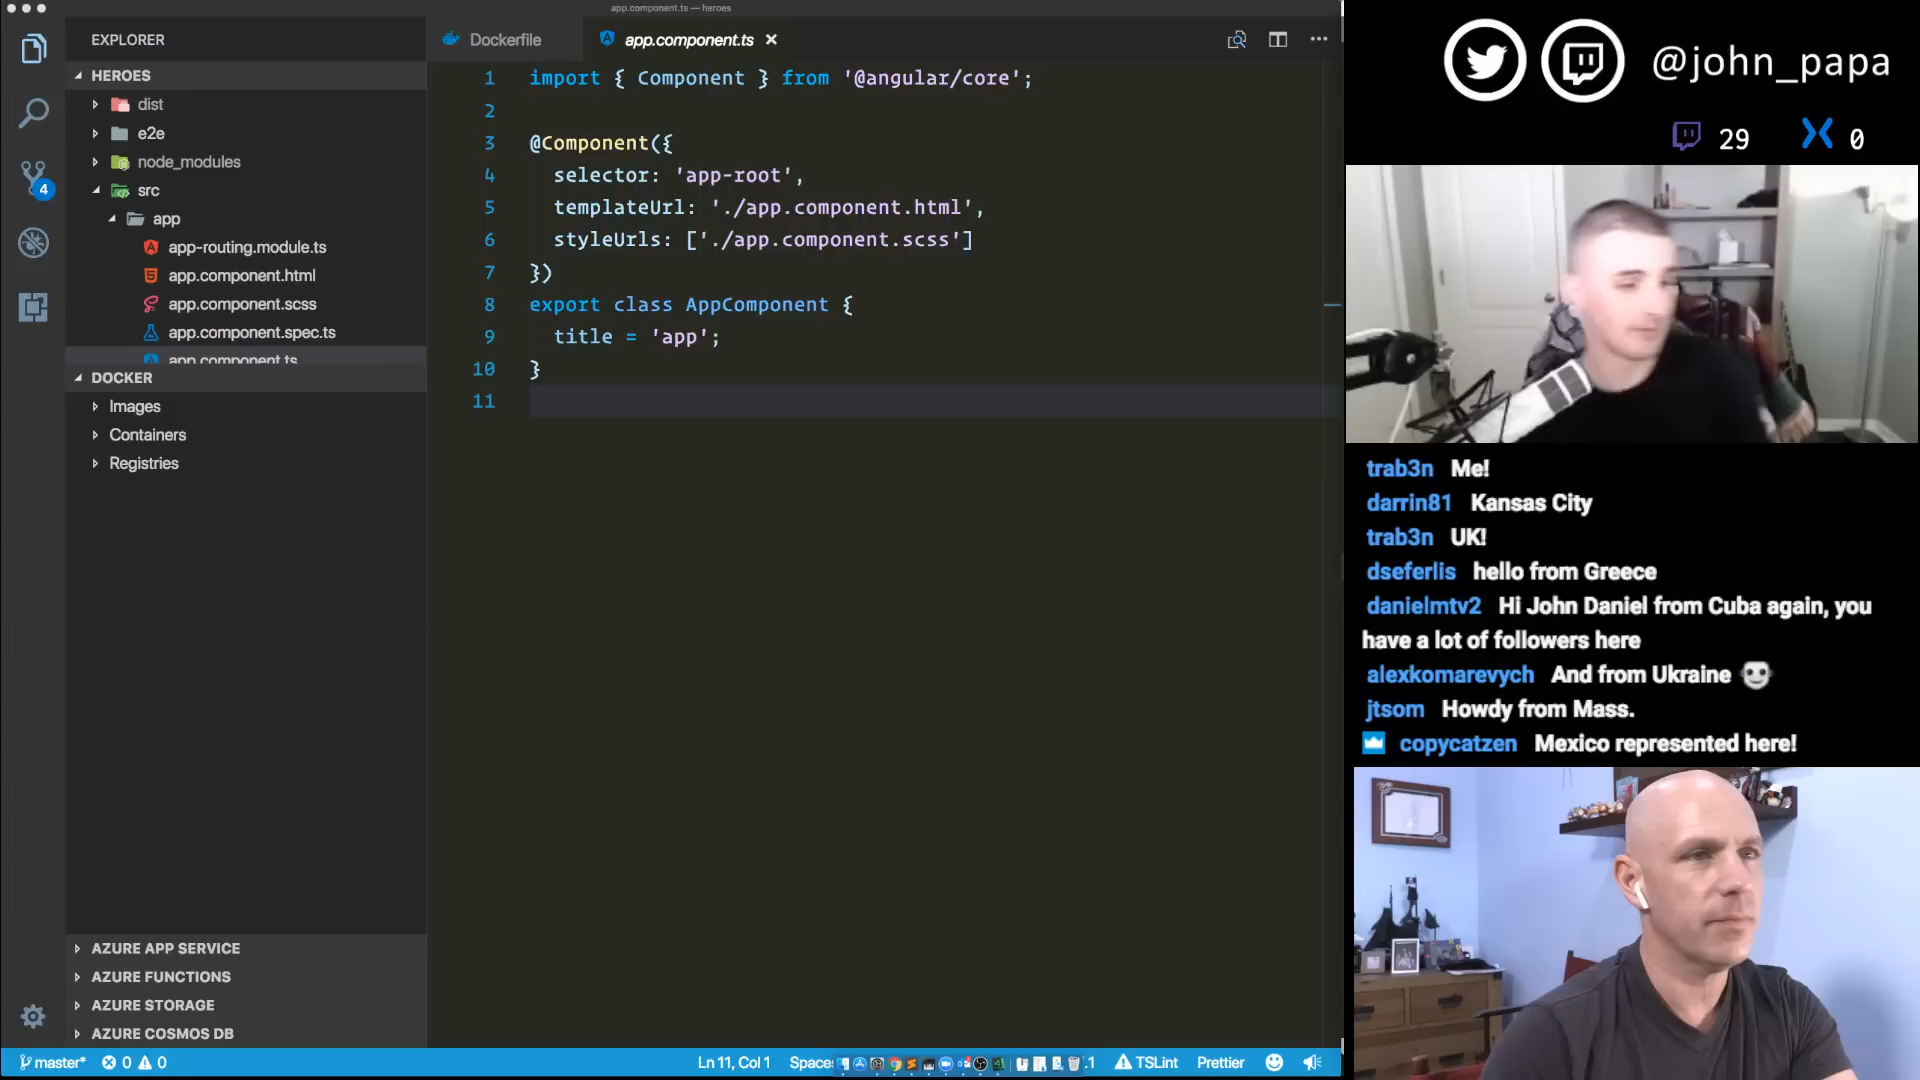 app.component.ts — heroes
EXPLORER
HEROES
dist
e2e
node_modules
src
app
app-routing.module.ts
app.component.html
app.component.scss
app.component.spec.ts
app.component.ts
DOCKER
Images
Containers
Registries
AZURE APP SERVICE
AZURE FUNCTIONS
AZURE STORAGE
AZURE COSMOS DB
4
Dockerfile
app.component.ts
1 import { Component } from '@angular/core';
2
3 @Component({
4 selector: 'app-root',
5 templateUrl: './app.component.html',
6 styleUrls: ['./app.component.scss']
7 })
8 export class AppComponent {
9 title = 'app';
10 }
11
master* 0 0
Ln 11, Col 1 Spaces .1 TSLint Prettier
@john_papa
29 0
trab3n Me!
darrin81 Kansas City
trab3n UK!
dseferlis hello from Greece
danielmtv2 Hi John Daniel from Cuba again, you
have a lot of followers here
alexkomarevych And from Ukraine
jtsom Howdy from Mass.
copycatzen Mexico represented here!